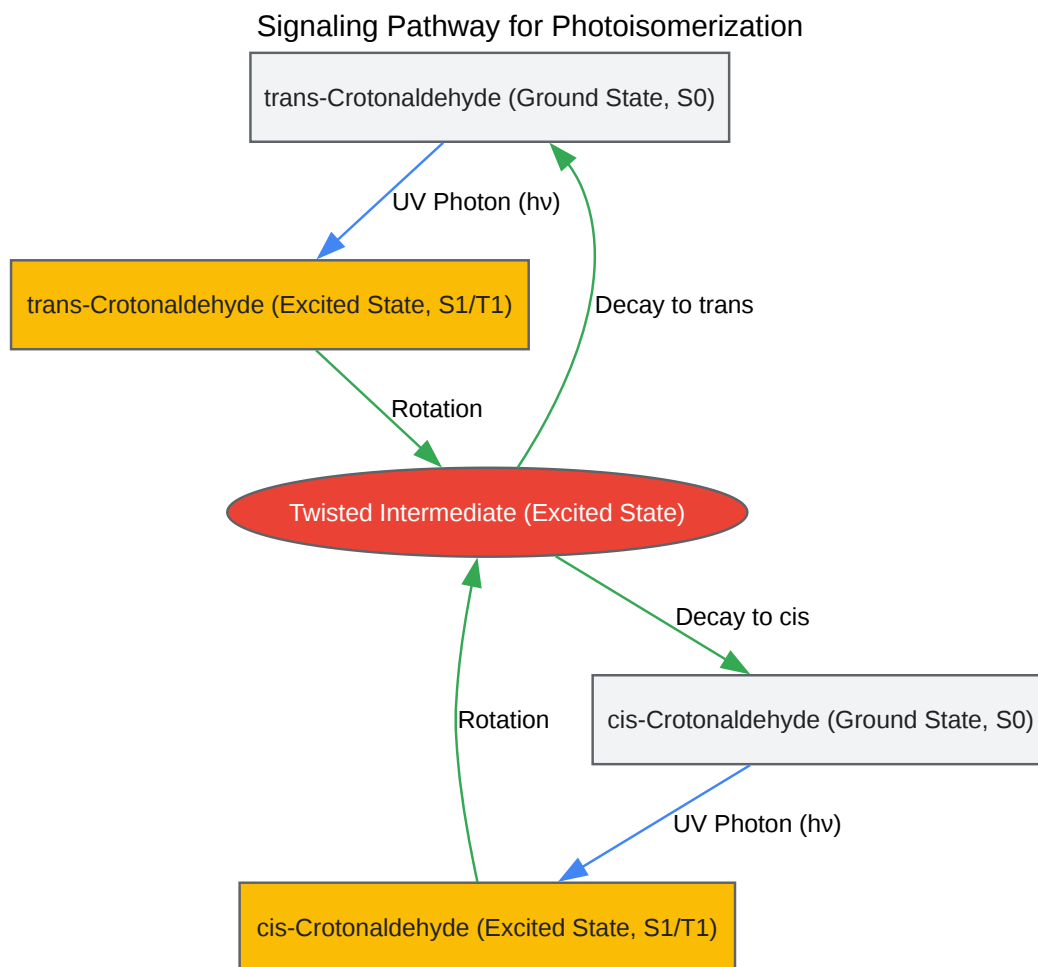 Signaling Pathway for Photoisomerization
trans-Crotonaldehyde (Ground State, S0)
UV Photon (hν)
trans-Crotonaldehyde (Excited State, S1/T1)
Decay to trans
Rotation
Twisted Intermediate (Excited State)
Decay to cis
Rotation
cis-Crotonaldehyde (Ground State, S0)
UV Photon (hν)
cis-Crotonaldehyde (Excited State, S1/T1)